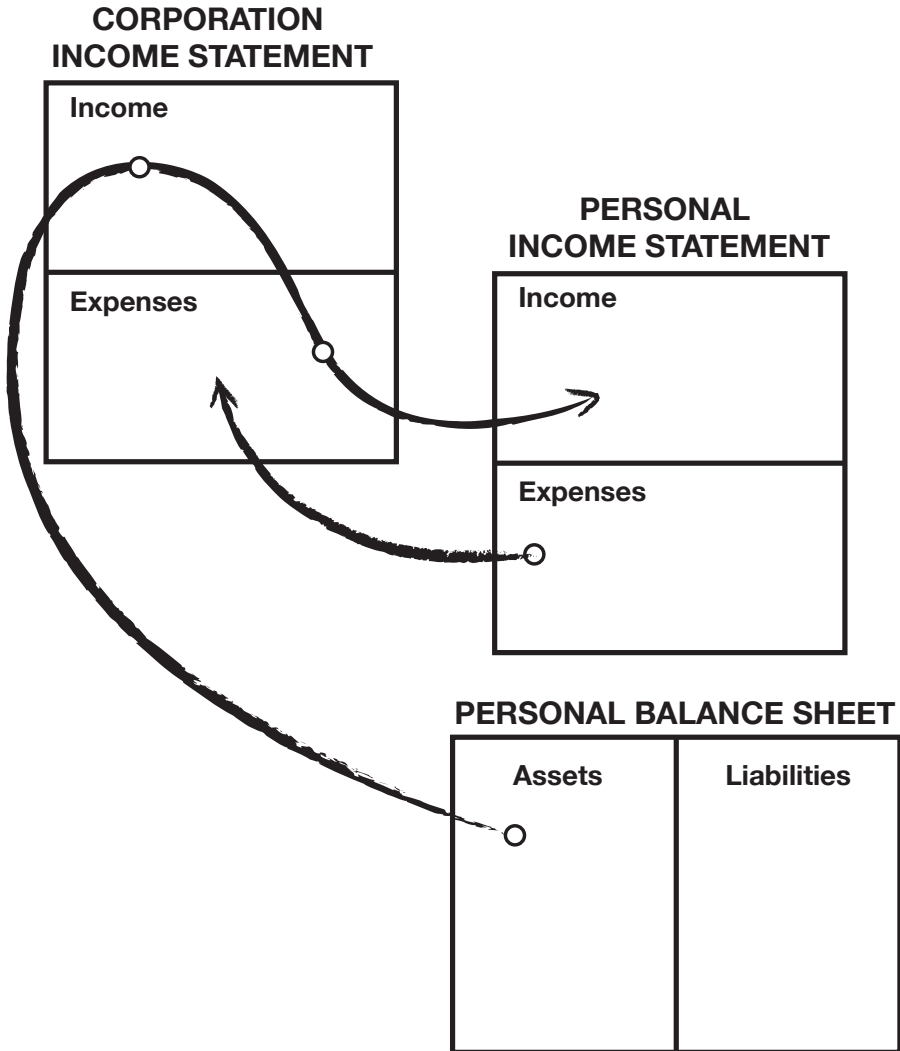 CORPORATION
INCOME STATEMENT
Income
Expenses
PERSONAL
INCOME STATEMENT
Income
Expenses
PERSONAL BALANCE SHEET
Assets
Liabilities